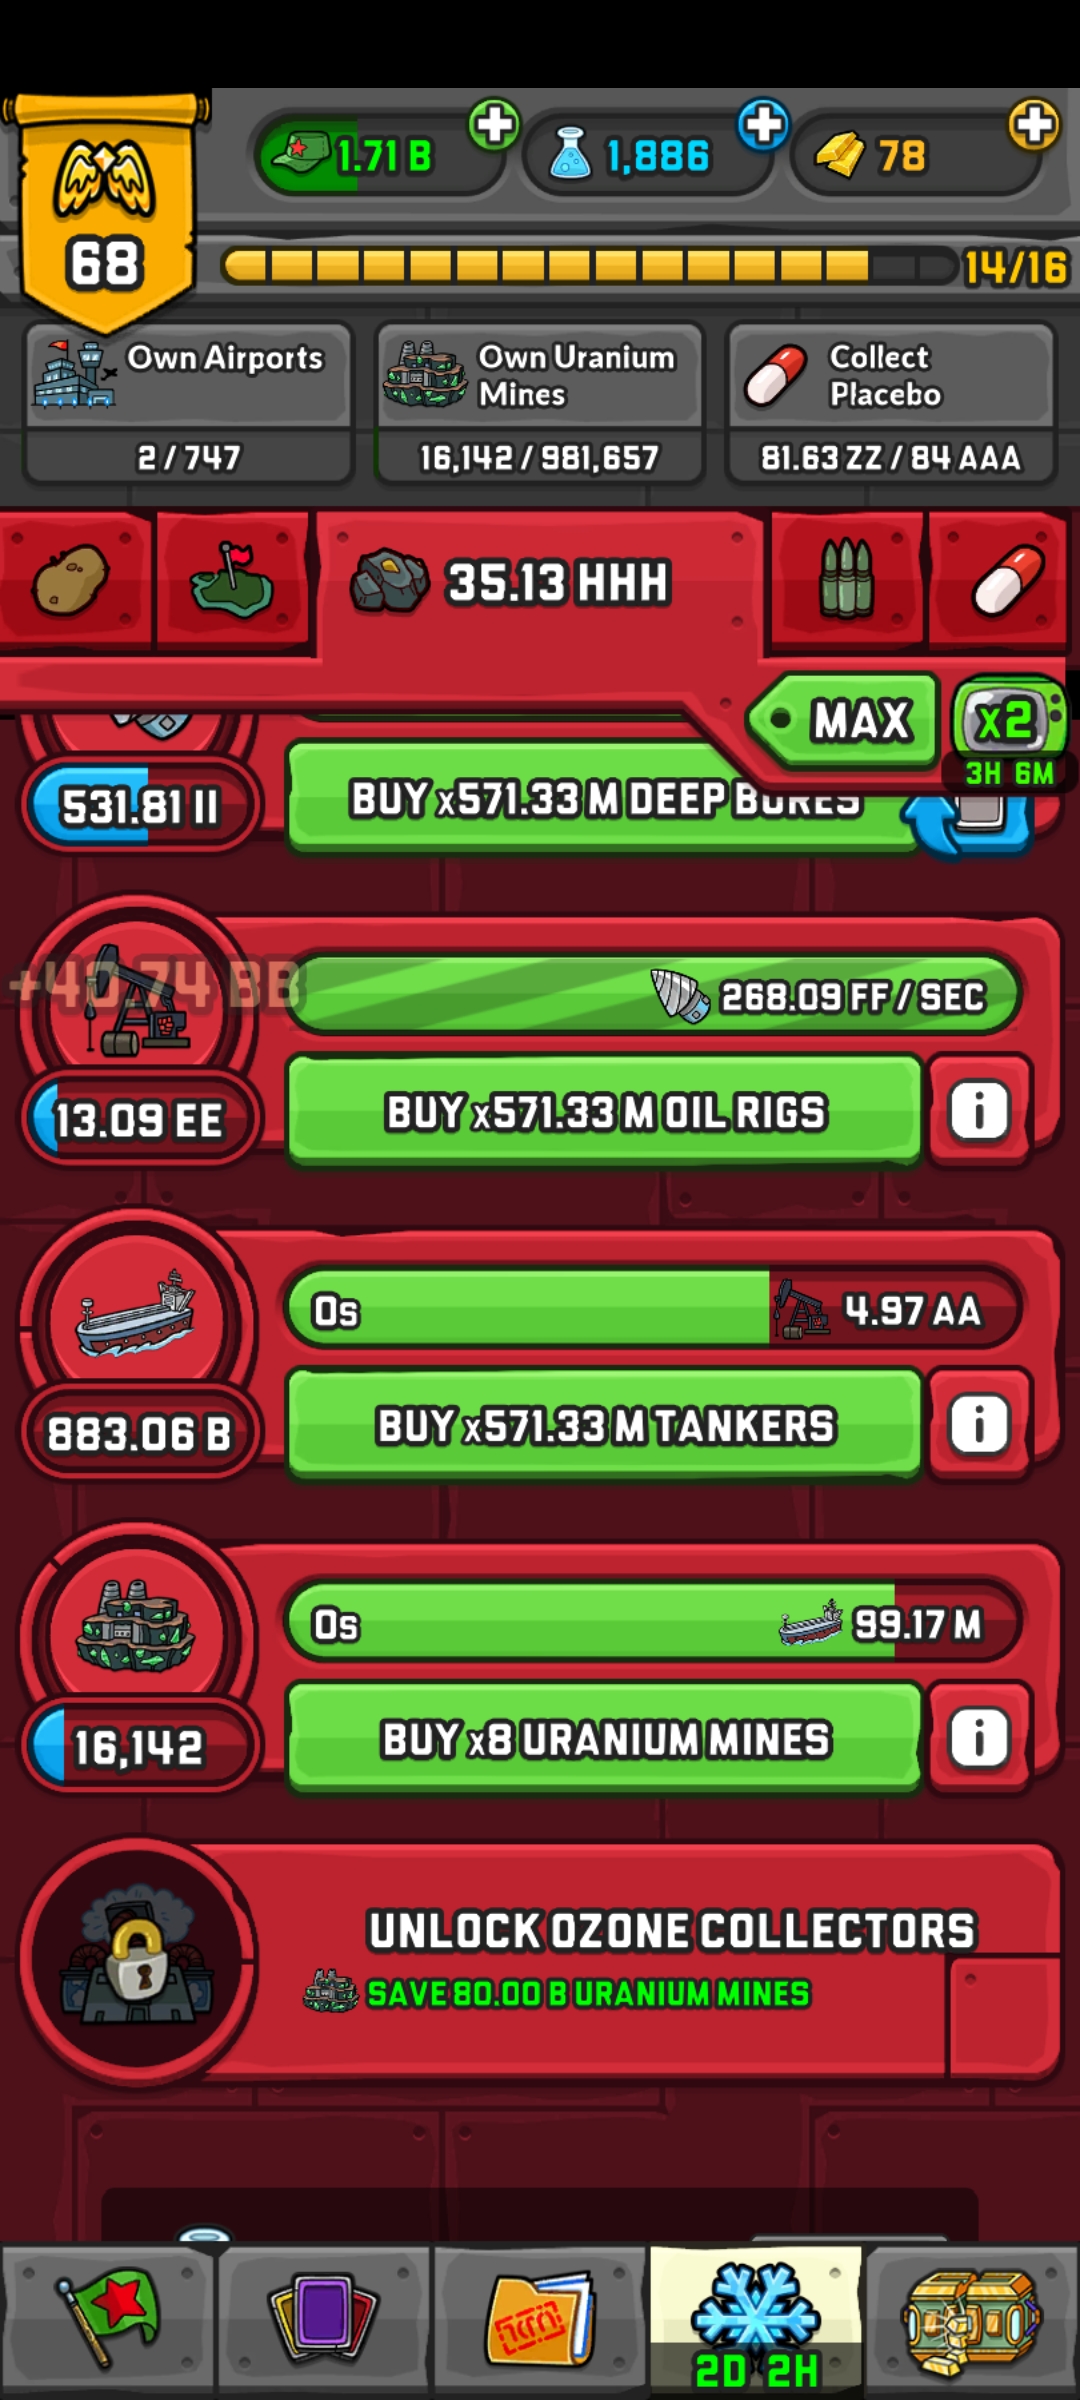 1.71 B
1,886
78
68
14/16
Own Airports
2 / 747
Own Uranium
Mines
16,142 / 981,657
Collect
Placebo
81.63 ZZ / 84 AAA
35.13 HHH
MAX
x2
3H 6M
531.81 II
BUY x571.33 M DEEP BORES
+40.74 BB
268.09 FF / SEC
13.09 EE
BUY x571.33 M OIL RIGS
i
0s
4.97 AA
883.06 B
BUY x571.33 M TANKERS
i
0s
99.17 M
16,142
BUY x8 URANIUM MINES
i
UNLOCK OZONE COLLECTORS
SAVE 80.00 B URANIUM MINES
2D 2H